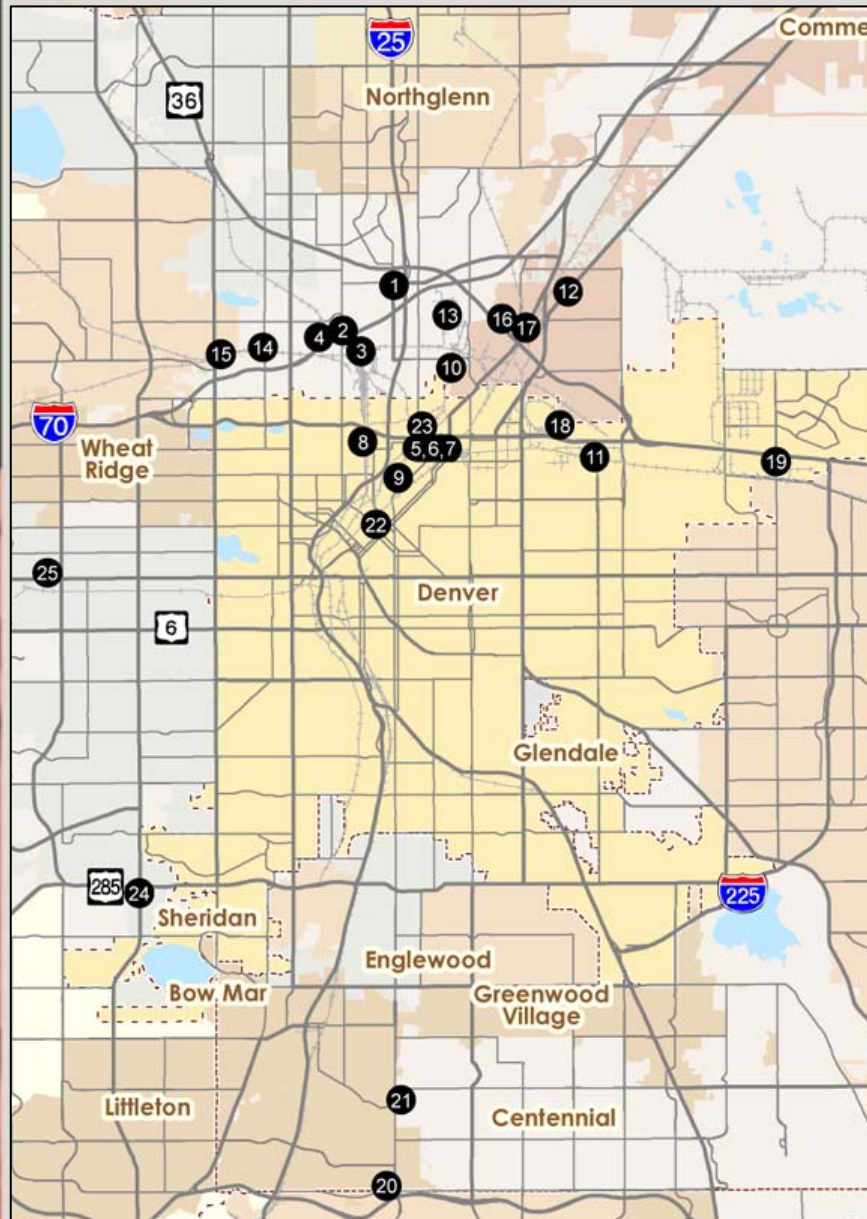 Comme
25
36
Northglenn
1
12
13
16
17
2
4
3
14
15
10
70
23
18
8
Wheat
Ridge
5,6,7
11
19
9
22
25
Denver
6
Glendale
285
24
225
Sheridan
Englewood
Bow Mar
Greenwood
Village
21
Littleton
Centennial
20